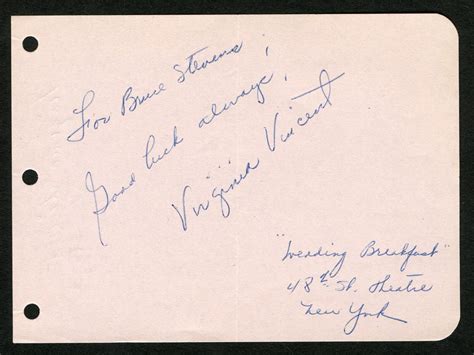 For Bruce Stevens;
Good luck always,
Virginia Vincent
"Wedding Breakfast"
48th St. Theatre
New York